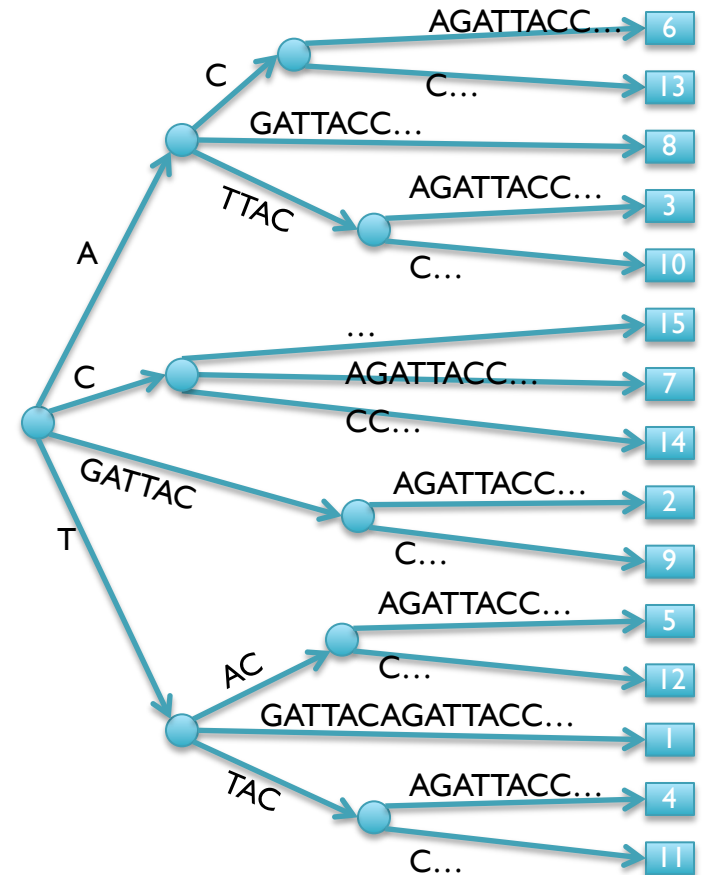 AGATTACC…
6
C
C…
13
GATTACC…
8
TTAC
AGATTACC…
3
A
C…
10
…
15
C
AGATTACC…
7
CC…
14
GATTAC
AGATTACC…
2
T
C…
9
AGATTACC…
5
AC
C…
12
GATTACAGATTACC…
1
TAC
AGATTACC…
4
C…
11